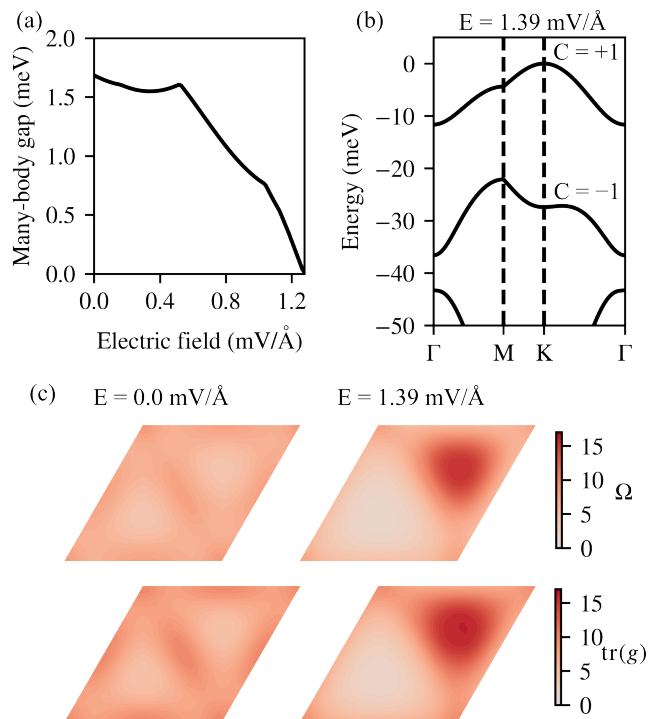 (a)
2.0
1.5
1.0
0.5
0.0
Many-body gap (meV)
0.0 0.4 0.8 1.2
Electric field (mV/Å)
(b)
E = 1.39 mV/Å
C = +1
C = −1
0
−10
−20
−30
−40
−50
Energy (meV)
Γ M K Γ
(c)
E = 0.0 mV/Å E = 1.39 mV/Å
15
10
5
0
Ω
15
10
5
0
tr(g)